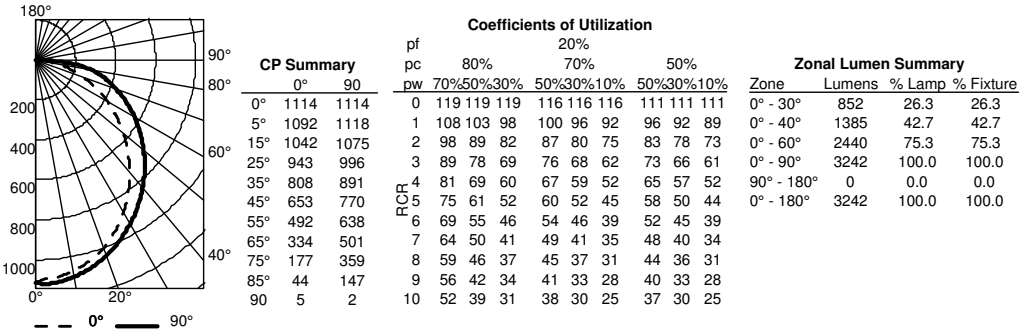 180°
90°
80°
60°
40°
20°
0°
200
400
600
800
1000
0° 90°
CP Summary
0° 90
0° 1114 1114
5° 1092 1118
15° 1042 1075
25° 943 996
35° 808 891
45° 653 770
55° 492 638
65° 334 501
75° 177 359
85° 44 147
90 5 2
Coefficients of Utilization
pf 20%
pc 80% 70% 50%
pw 70%50%30% 50%30%10% 50%30%10%
RCR
0 119 119 119 116 116 116 111 111 111
1 108 103 98 100 96 92 96 92 89
2 98 89 82 87 80 75 83 78 73
3 89 78 69 76 68 62 73 66 61
4 81 69 60 67 59 52 65 57 52
5 75 61 52 60 52 45 58 50 44
6 69 55 46 54 46 39 52 45 39
7 64 50 41 49 41 35 48 40 34
8 59 46 37 45 37 31 44 36 31
9 56 42 34 41 33 28 40 33 28
10 52 39 31 38 30 25 37 30 25
Zonal Lumen Summary
Zone Lumens % Lamp % Fixture
0° - 30° 852 26.3 26.3
0° - 40° 1385 42.7 42.7
0° - 60° 2440 75.3 75.3
0° - 90° 3242 100.0 100.0
90° - 180° 0 0.0 0.0
0° - 180° 3242 100.0 100.0